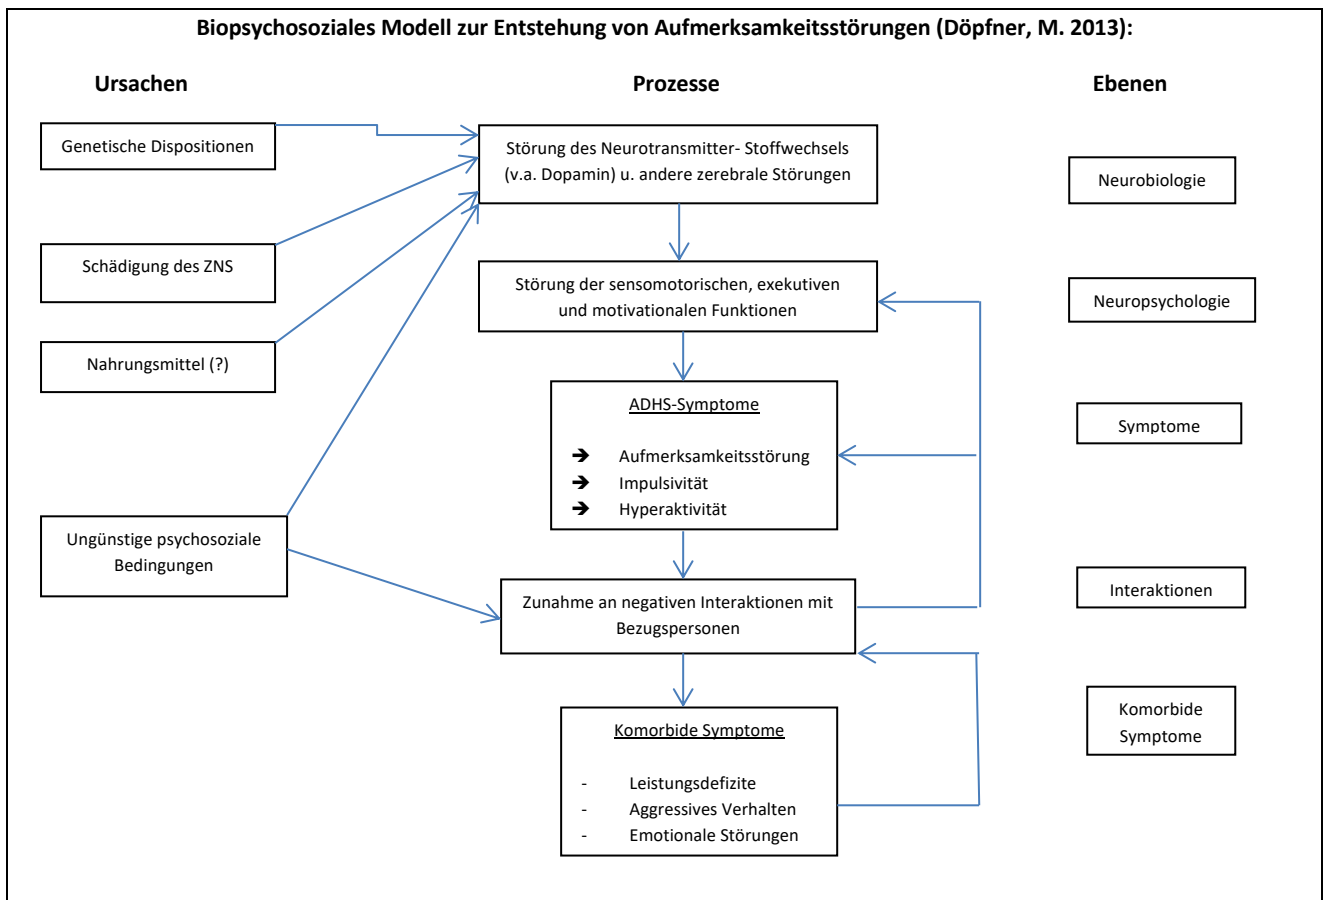 Biopsychosoziales Modell zur Entstehung von Aufmerksamkeitsstörungen (Döpfner, M. 2013):
Ursachen
Prozesse
Ebenen
Genetische Dispositionen
Störung des Neurotransmitter- Stoffwechsels
(v.a. Dopamin) u. andere zerebrale Störungen
Neurobiologie
Schädigung des ZNS
Störung der sensomotorischen, exekutiven
und motivationalen Funktionen
Neuropsychologie
Nahrungsmittel (?)
ADHS-Symptome
➔ Aufmerksamkeitsstörung
➔ Impulsivität
➔ Hyperaktivität
Symptome
Ungünstige psychosoziale
Bedingungen
Zunahme an negativen Interaktionen mit
Bezugspersonen
Interaktionen
Komorbide Symptome
- Leistungsdefizite
- Aggressives Verhalten
- Emotionale Störungen
Komorbide
Symptome